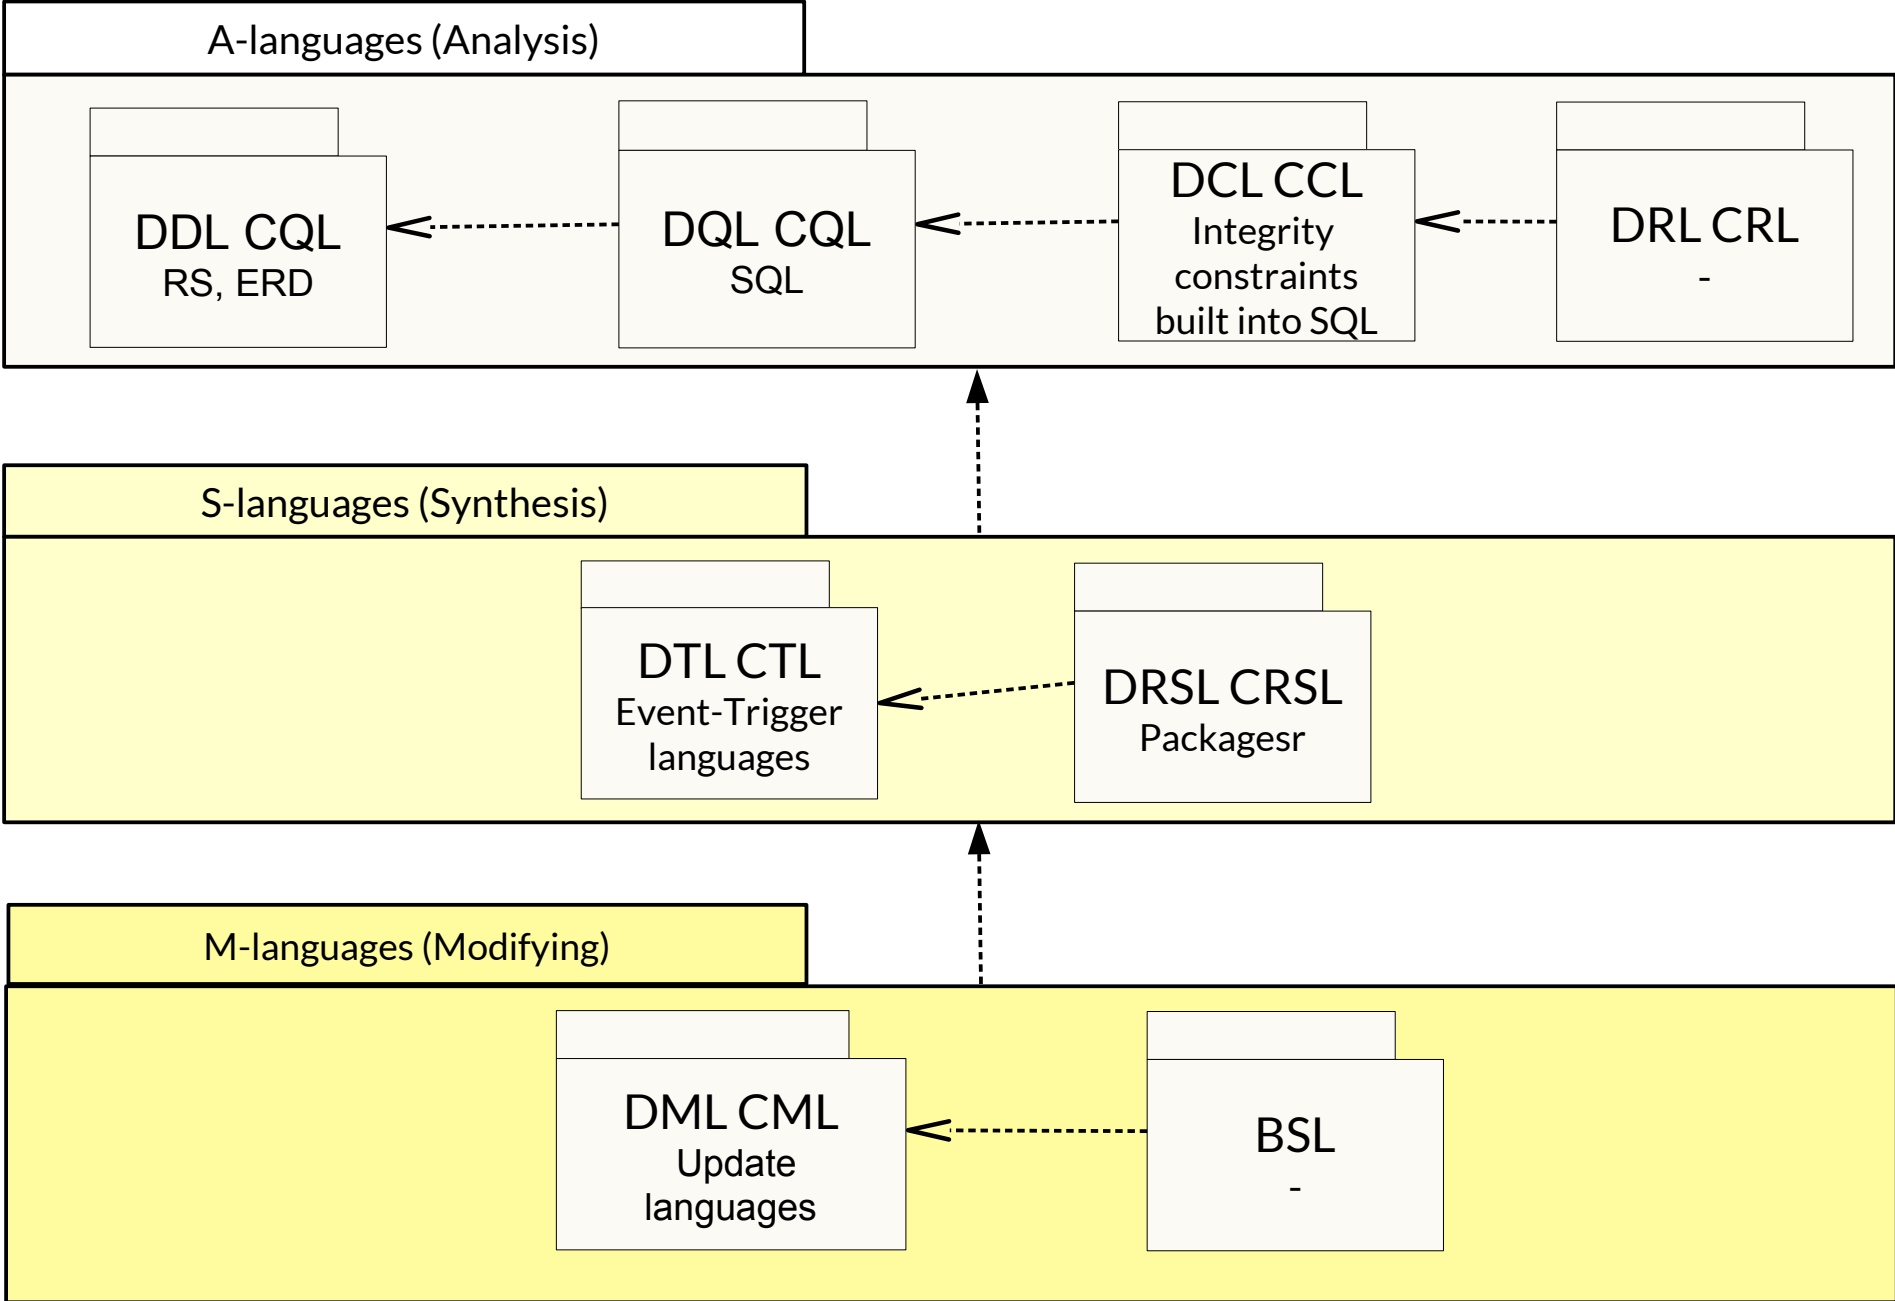 A-languages (Analysis)
DDL CQL
RS, ERD
DQL CQL
SQL
DCL CCL
Integrity
constraints
built into SQL
DRL CRL
-
S-languages (Synthesis)
DTL CTL
Event-Trigger
languages
DRSL CRSL
Packagesr
M-languages (Modifying)
DML CML
Update
languages
BSL
-